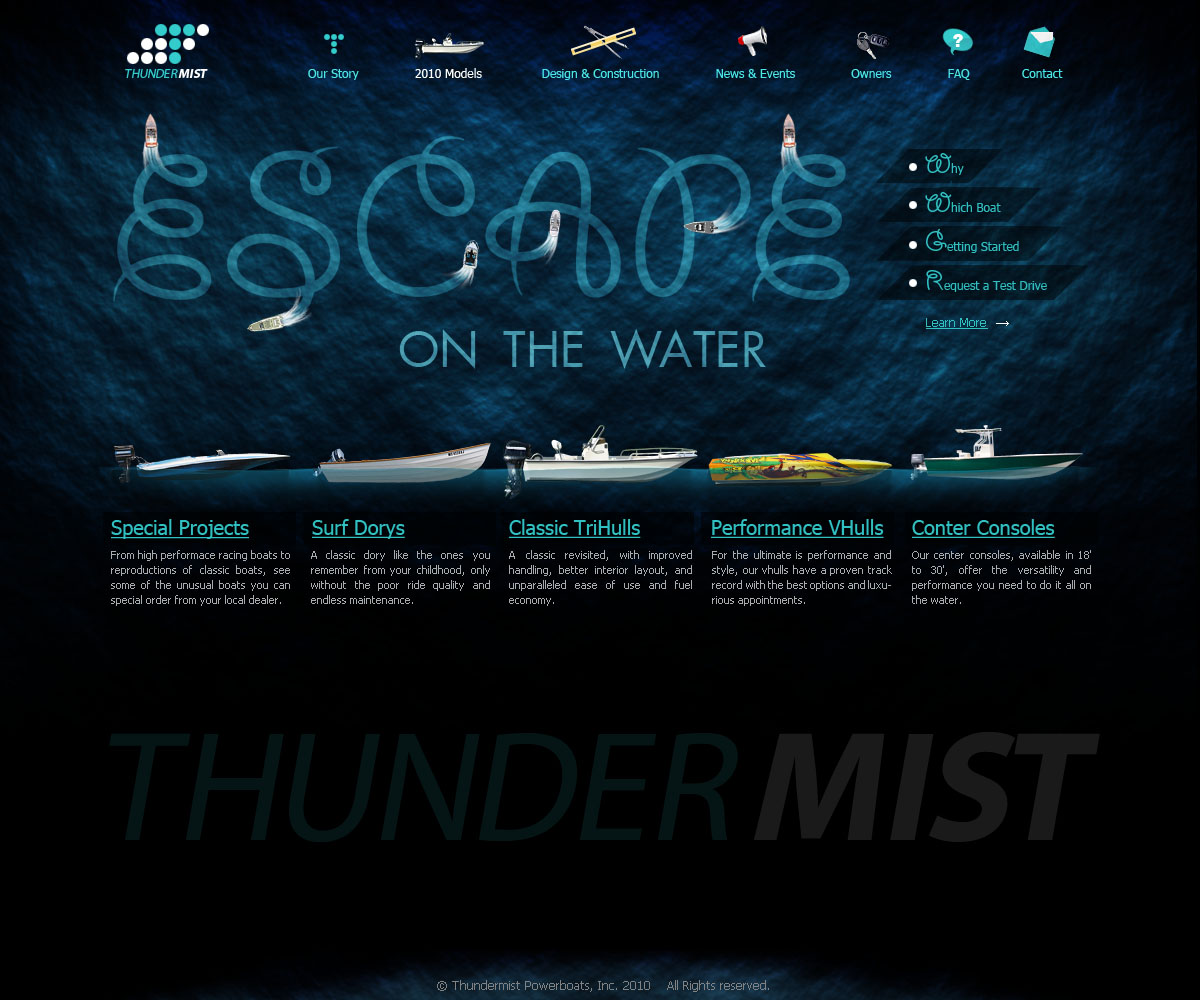 THUNDERMIST
Our Story
2010 Models
Design & Construction
News & Events
Owners
FAQ
Contact
ESCAPE
ON THE WATER
Why
Which Boat
Getting Started
Request a Test Drive
Learn More
Special Projects
From high performace racing boats to
reproductions of classic boats, see
some of the unusual boats you can
special order from your local dealer.
Surf Dorys
A classic dory like the ones you
remember from your childhood, only
without the poor ride quality and
endless maintenance.
Classic TriHulls
A classic revisited, with improved
handling, better interior layout, and
unparalleled ease of use and fuel
economy.
Performance VHulls
For the ultimate is performance and
style, our vhulls have a proven track
record with the best options and luxu-
rious appointments.
Conter Consoles
Our center consoles, available in 18'
to 30', offer the versatility and
performance you need to do it all on
the water.
THUNDERMIST
© Thundermist Powerboats, Inc. 2010 All Rights reserved.